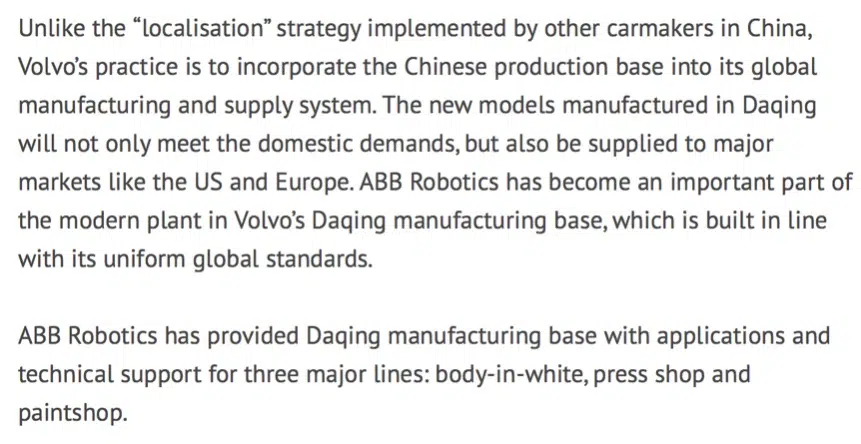 Unlike the “localisation” strategy implemented by other carmakers in China,
Volvo’s practice is to incorporate the Chinese production base into its global
manufacturing and supply system. The new models manufactured in Daqing
will not only meet the domestic demands, but also be supplied to major
markets like the US and Europe. ABB Robotics has become an important part of
the modern plant in Volvo’s Daqing manufacturing base, which is built in line
with its uniform global standards.
ABB Robotics has provided Daqing manufacturing base with applications and
technical support for three major lines: body-in-white, press shop and
paintshop.